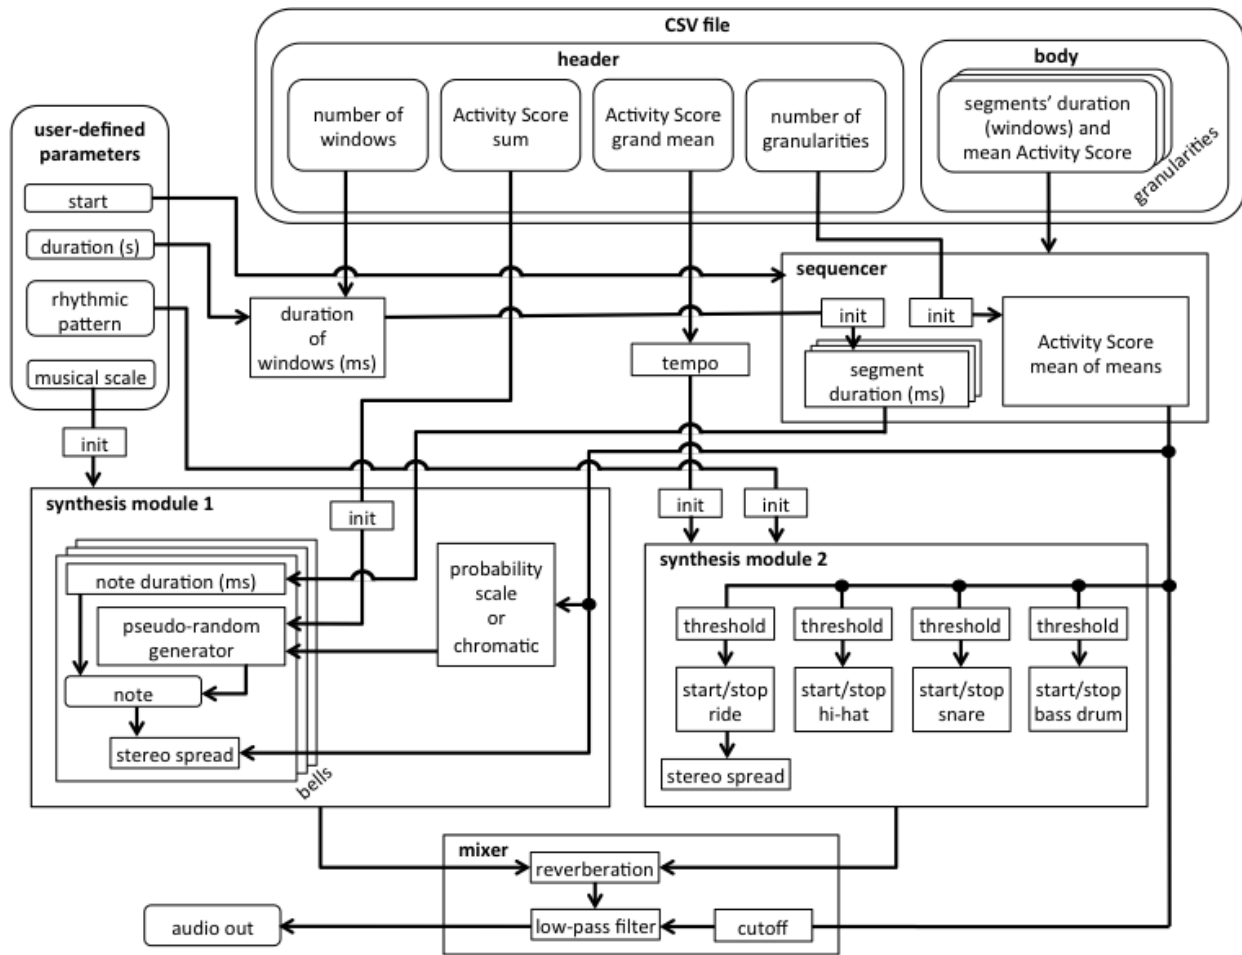 CSV file
header
body
number of
windows
Activity Score
sum
Activity Score
grand mean
number of
granularities
segments' duration
(windows) and
mean Activity Score
granularities
user-defined
parameters
start
duration (s)
rhythmic
pattern
musical scale
init
duration
of
windows (ms)
tempo
sequencer
init
init
segment
duration (ms)
Activity Score
mean of means
synthesis module 1
init
note duration (ms)
pseudo-random
generator
note
stereo spread
bells
probability
scale
or
chromatic
init
init
synthesis module 2
threshold
threshold
threshold
threshold
start/stop
ride
start/stop
hi-hat
start/stop
snare
start/stop
bass drum
stereo spread
mixer
reverberation
low-pass filter
cutoff
audio out